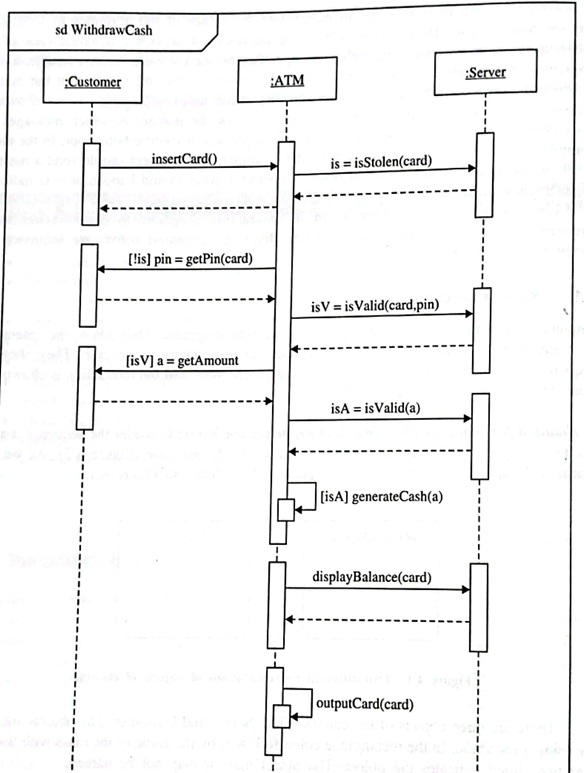 sd WithdrawCash
:Customer
:ATM
:Server
insertCard()
is = isStolen(card)
[!is] pin = getPin(card)
isV = isValid(card,pin)
[isV] a = getAmount
isA = isValid(a)
[isA] generateCash(a)
displayBalance(card)
outputCard(card)